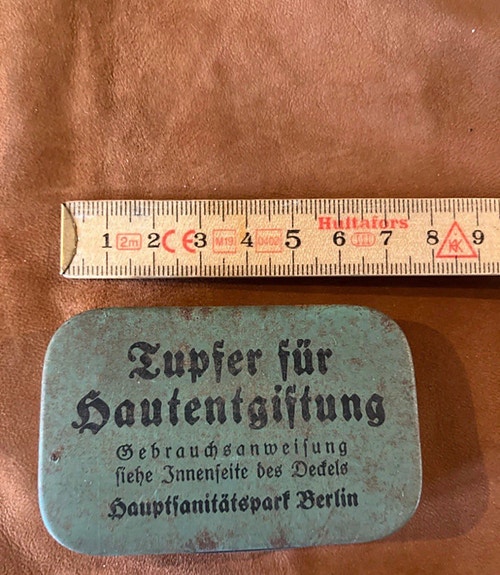 Hultafors
1 2m 2 CE 3 M19 4 0402 5 6 7 8 9
Tupfer für
Hautentgiftung
Gebrauchsanweiſung
ſiehe Innenſeite des Deckels
Hauptſanitätspark Berlin